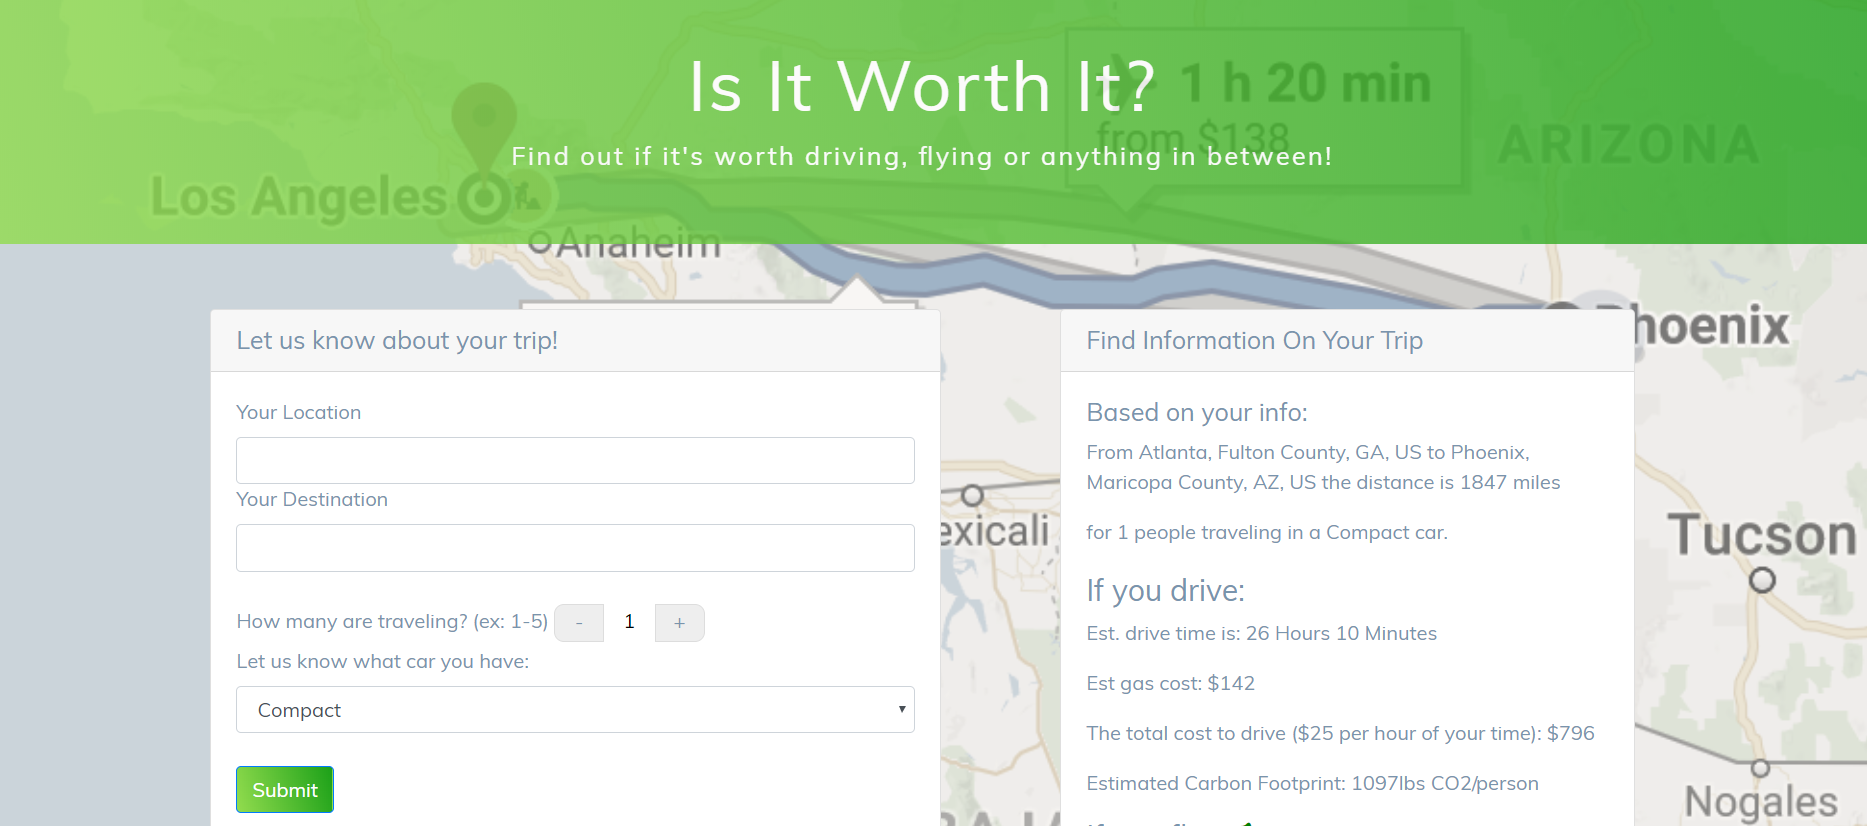 Is It Worth It?
Find out if it's worth driving, flying or anything in between!
1 h 20 min
from $138
ARIZONA
Los Angeles
Anaheim
Phoenix
Let us know about your trip!
Your Location
Your Destination
How many are traveling? (ex: 1-5) - 1 +
Let us know what car you have:
Compact
Submit
Find Information On Your Trip
Based on your info:
From Atlanta, Fulton County, GA, US to Phoenix,
Maricopa County, AZ, US the distance is 1847 miles
for 1 people traveling in a Compact car.
If you drive:
Est. drive time is: 26 Hours 10 Minutes
Est gas cost: $142
The total cost to drive ($25 per hour of your time): $796
Estimated Carbon Footprint: 1097lbs CO2/person
exicali
Tucson
Nogales